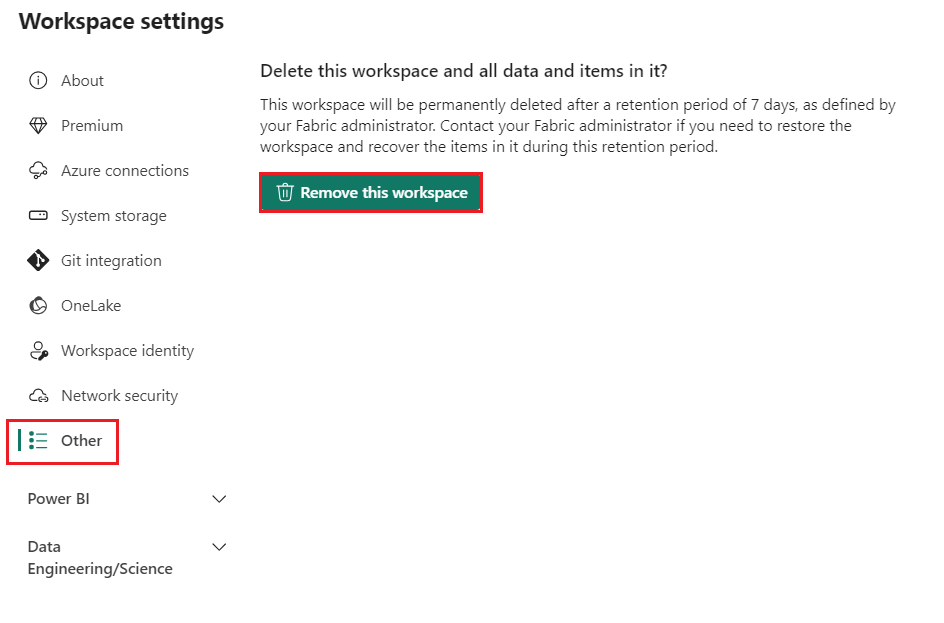 Workspace settings
About
Premium
Azure connections
System storage
Git integration
OneLake
Workspace identity
Network security
Other
Power BI
Data
Engineering/Science
Delete this workspace and all data and items in it?
This workspace will be permanently deleted after a retention period of 7 days, as defined by
your Fabric administrator. Contact your Fabric administrator if you need to restore the
workspace and recover the items in it during this retention period.
Remove this workspace